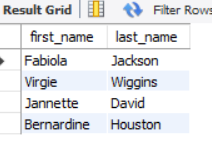 Result Grid Filter Rows
first_name last_name
Fabiola Jackson
Virgie Wiggins
Jannette David
Bernardine Houston